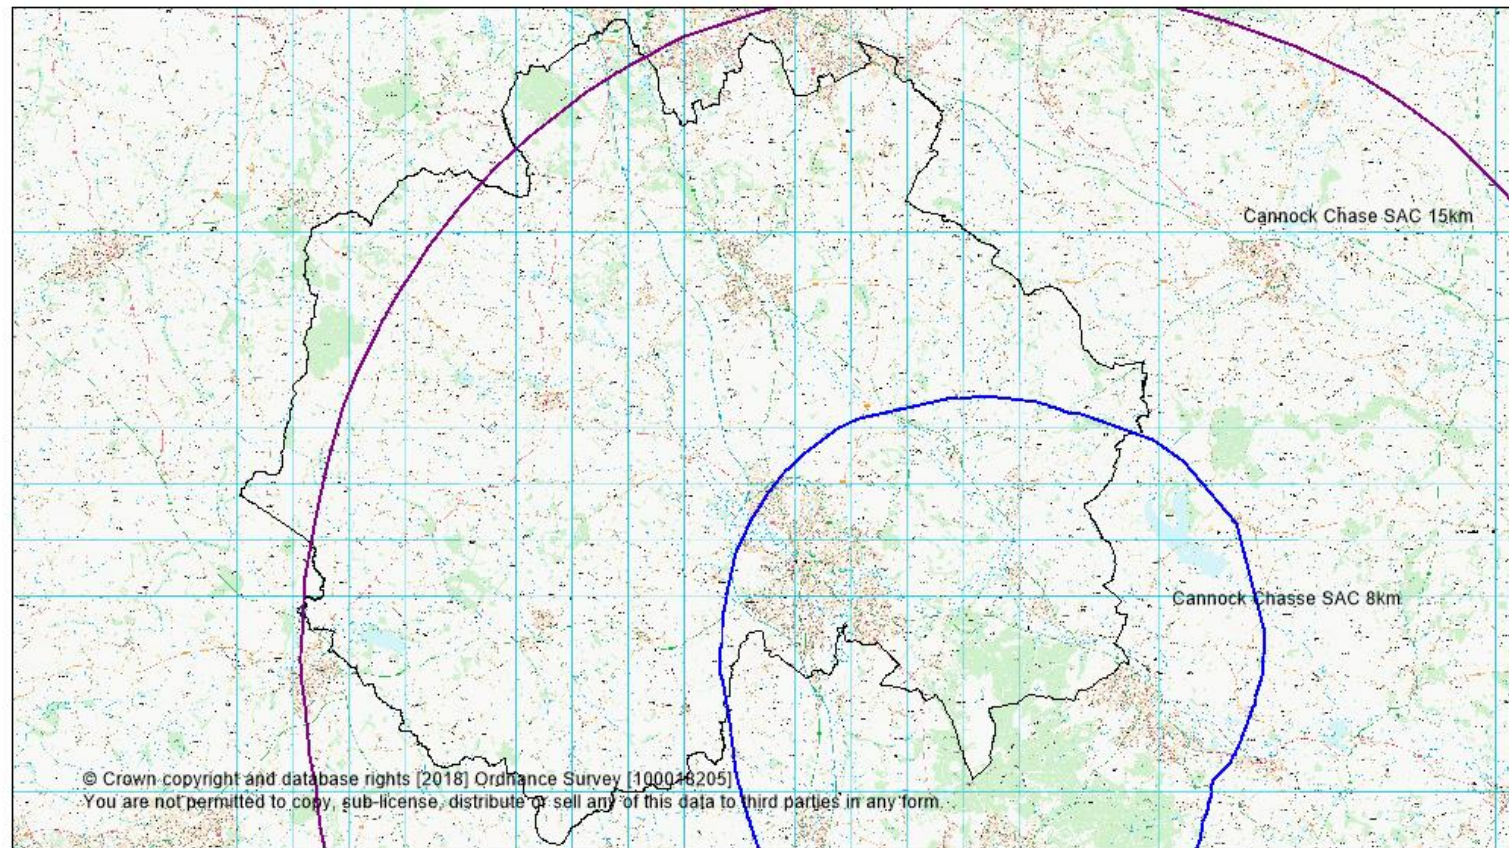 Cannock Chase SAC 15km
Cannock Chasse SAC 8km
© Crown copyright and database rights [2018] Ordnance Survey [100018205]
You are not permitted to copy, sub-license, distribute or sell any of this data to third parties in any form.